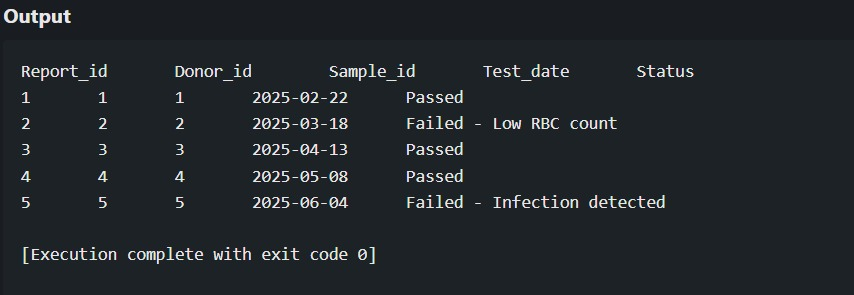 Output
Report_id Donor_id Sample_id Test_date Status
1 1 1 2025-02-22 Passed
2 2 2 2025-03-18 Failed - Low RBC count
3 3 3 2025-04-13 Passed
4 4 4 2025-05-08 Passed
5 5 5 2025-06-04 Failed - Infection detected
[Execution complete with exit code 0]